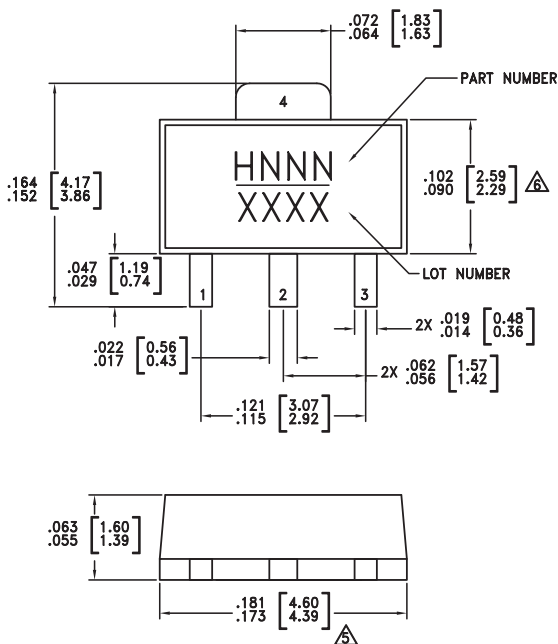 .072 [1.83]
.064 [1.63]
PART NUMBER
4
HNNN
XXXX
.164 [4.17]
.152 [3.86]
.102 [2.59]
.090 [2.29] 6
.047 [1.19]
.029 [0.74]
LOT NUMBER
1 2 3
2X .019 [0.48]
.014 [0.36]
.022 [0.56]
.017 [0.43]
2X .062 [1.57]
.056 [1.42]
.121 [3.07]
.115 [2.92]
.063 [1.60]
.055 [1.39]
.181 [4.60]
.173 [4.39]
5